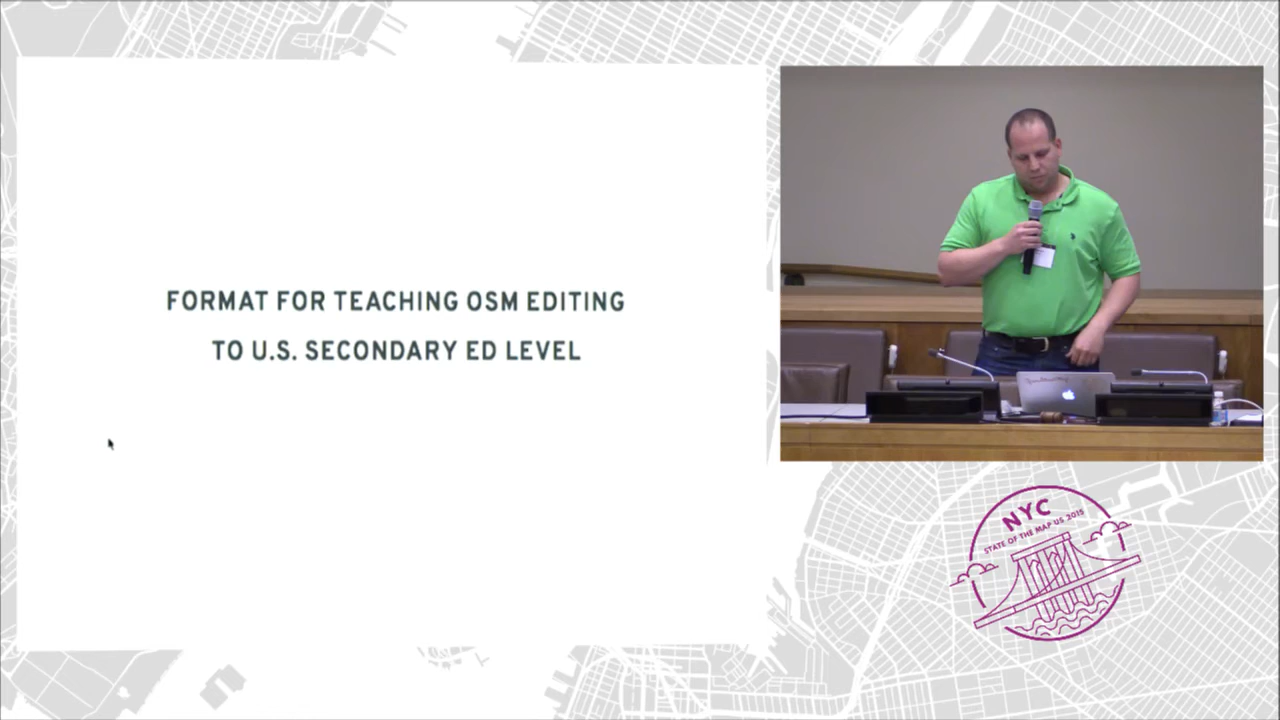 FORMAT FOR TEACHING OSM EDITING
TO U.S. SECONDARY ED LEVEL
NYC
STATE OF THE MAP US 2015